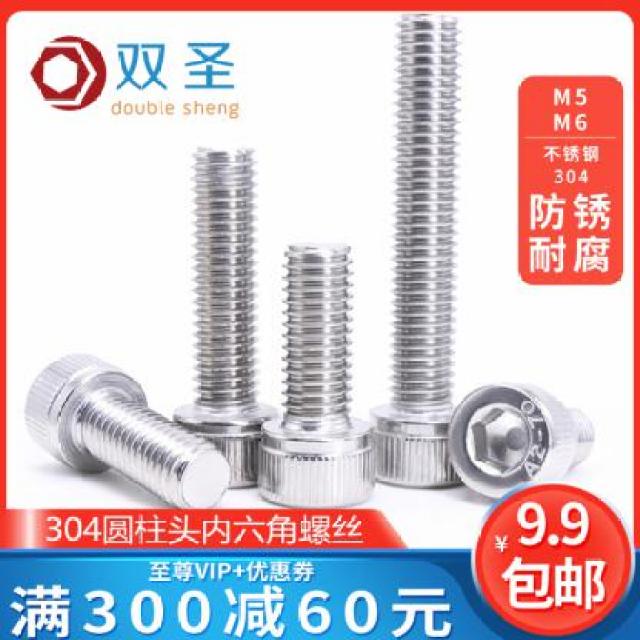 双圣
double sheng
M5
M6
不锈钢
304
防锈
耐腐
A2-70
304圆柱头内六角螺丝
至尊VIP+优惠券
满300减60元
¥9.9
包邮